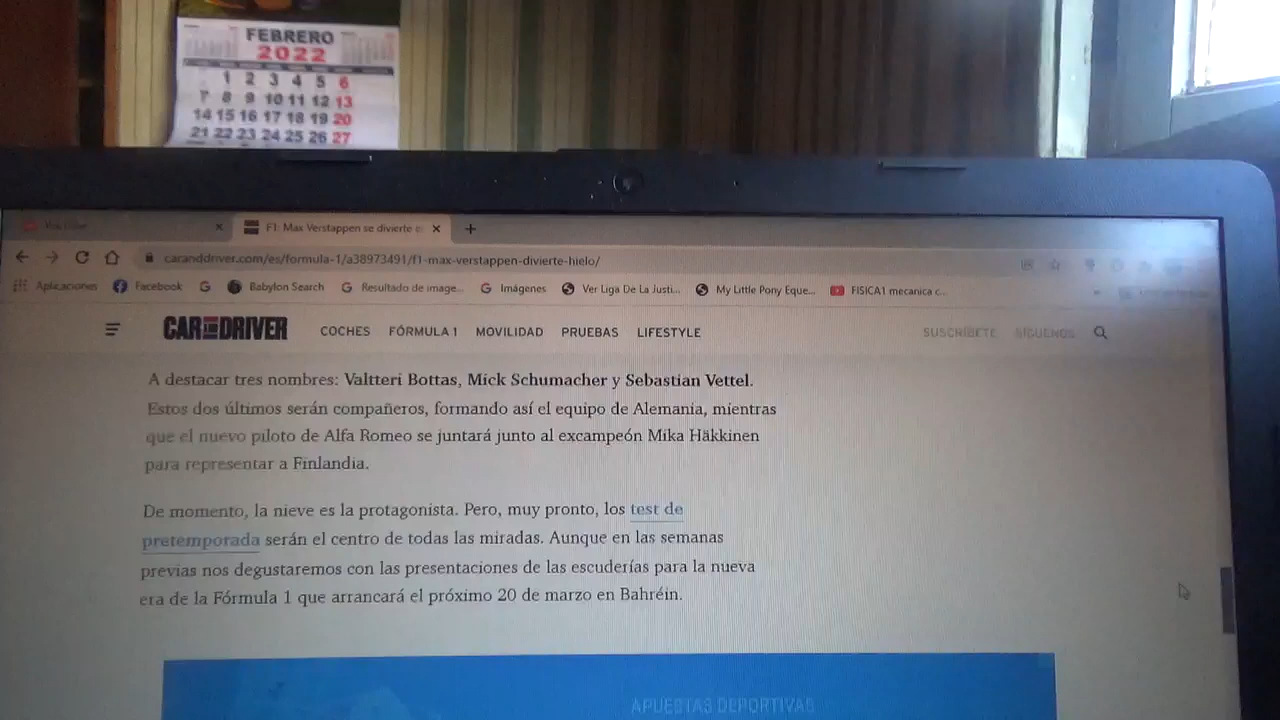 FEBRERO
2022
1 2 3 4 5 6
7 8 9 10 11 12 13
14 15 16 17 18 19 20
21 22 23 24 25 26 27
F1: Max Verstappen se divierte e
caranddriver.com/es/formula-1/a38973491/f1-max-verstappen-divierte-hielo/
Aplicaciones Facebook Babylon Search Resultado de image... Imágenes Ver Liga De La Justi... My Little Pony Eque... FISICA1 mecanica c...
CAR AND DRIVER COCHES FÓRMULA 1 MOVILIDAD PRUEBAS LIFESTYLE SUSCRÍBETE SÍGUENOS
A destacar tres nombres: Valtteri Bottas, Mick Schumacher y Sebastian Vettel.
Estos dos últimos serán compañeros, formando así el equipo de Alemania, mientras
que el nuevo piloto de Alfa Romeo se juntará junto al excampeón Mika Häkkinen
para representar a Finlandia.
De momento, la nieve es la protagonista. Pero, muy pronto, los test de
pretemporada serán el centro de todas las miradas. Aunque en las semanas
previas nos degustaremos con las presentaciones de las escuderías para la nueva
era de la Fórmula 1 que arrancará el próximo 20 de marzo en Bahréin.
APUESTAS DEPORTIVAS